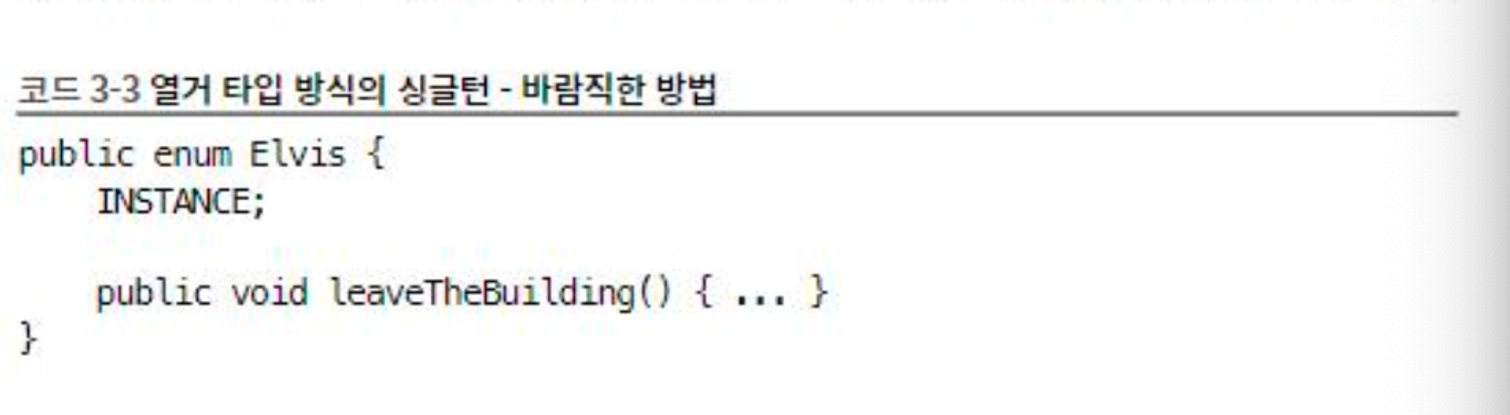 코드 3-3 열거 타입 방식의 싱글턴 - 바람직한 방법
public enum Elvis {
    INSTANCE;
    public void leaveTheBuilding() { ... }
}